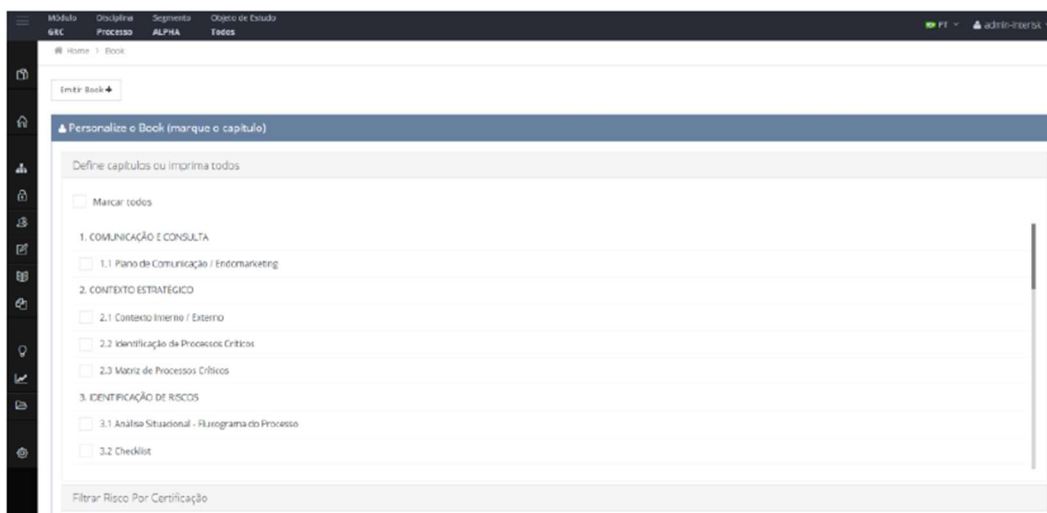 Módulo Disciplina Segmento Objeto de Estudo
GRC Processo ALPHA Todos
PT admin-interisk
Home > Book
Emitir Book
Personalize o Book (marque o capítulo)
Define capítulos ou imprima todos
Marcar todos
1. COMUNICAÇÃO E CONSULTA
1.1 Plano de Comunicação / Endomarketing
2. CONTEXTO ESTRATÉGICO
2.1 Contexto Interno / Externo
2.2 Identificação de Processos Críticos
2.3 Matriz de Processos Críticos
3. IDENTIFICAÇÃO DE RISCOS
3.1 Análise Situacional - Fluxograma do Processo
3.2 Checklist
Filtrar Risco Por Certificação